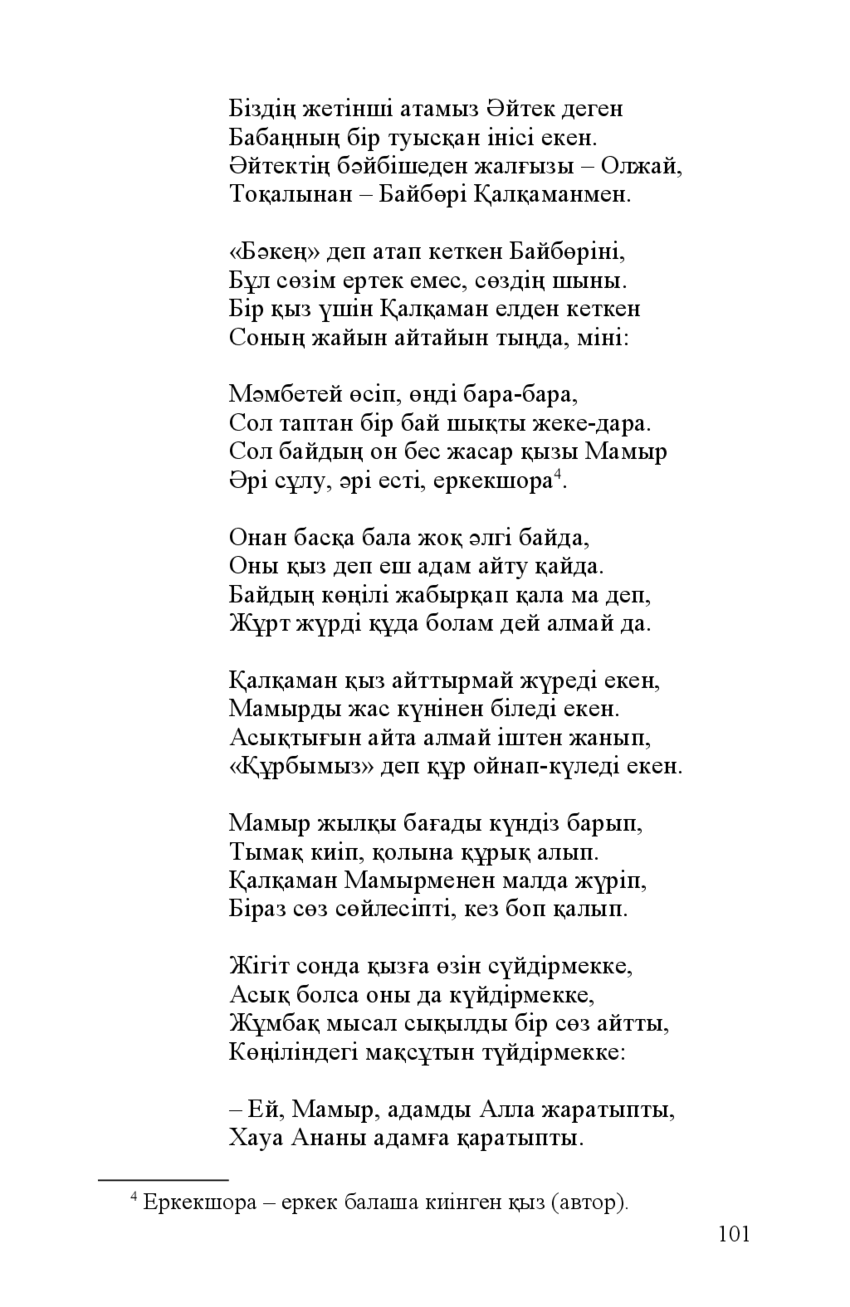 Біздің жетінші атамыз Әйтек деген
Бабаңның бір туысқан інісі екен.
Әйтектің бәйбішеден жалғызы – Олжай,
Тоқалынан – Байбөрі Қалқаманмен.
«Бәкең» деп атап кеткен Байбөріні,
Бұл сөзім ертек емес, сөздің шыны.
Бір қыз үшін Қалқаман елден кеткен
Соның жайын айтайын тыңда, міні:
Мәмбетей өсіп, өнді бара-бара,
Сол таптан бір бай шықты жеке-дара.
Сол байдың он бес жасар қызы Мамыр
Әрі сұлу, әрі есті, еркекшора⁴.
Онан басқа бала жоқ әлгі байда,
Оны қыз деп еш адам айту қайда.
Байдың көңілі жабырқап қала ма деп,
Жұрт жүрді құда болам дей алмай да.
Қалқаман қыз айттырмай жүреді екен,
Мамырды жас күнінен біледі екен.
Асықтығын айта алмай іштен жанып,
«Құрбымыз» деп құр ойнап-күледі екен.
Мамыр жылқы бағады күндіз барып,
Тымақ киіп, қолына құрық алып.
Қалқаман Мамырменен малда жүріп,
Біраз сөз сөйлесіпті, кез боп қалып.
Жігіт сонда қызға өзін сүйдірмекке,
Асық болса оны да күйдірмекке,
Жұмбақ мысал сықылды бір сөз айтты,
Көңіліндегі мақсұтын түйдірмекке:
– Ей, Мамыр, адамды Алла жаратыпты,
Хауа Ананы адамға қаратыпты.
⁴ Еркекшора – еркек балаша киінген қыз (автор).
101